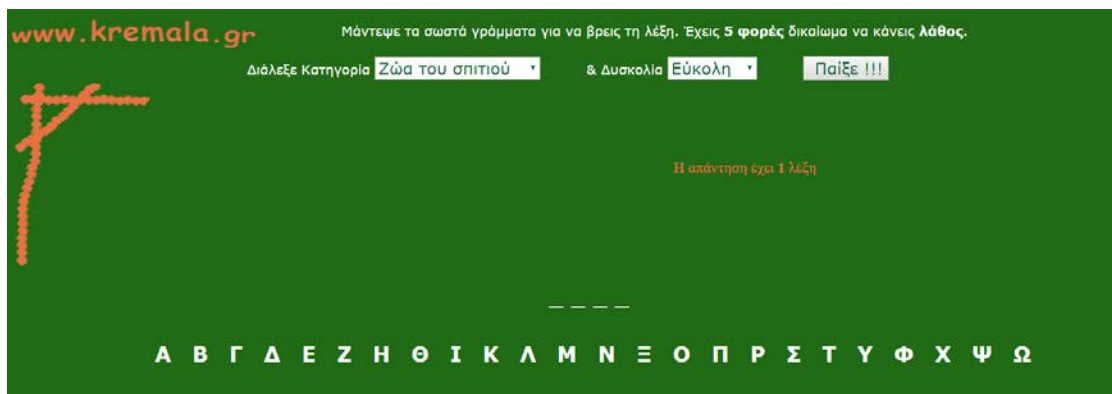 www.kremala.gr
Μάντεψε τα σωστά γράμματα για να βρεις τη λέξη. Έχεις 5 φορές δικαίωμα να κάνεις λάθος.
Διάλεξε Κατηγορία Ζώα του σπιτιού & Δυσκολία Εύκολη Παίξε !!!
Η απάντηση έχει 1 λέξη
_ _ _ _
Α Β Γ Δ Ε Ζ Η Θ Ι Κ Λ Μ Ν Ξ Ο Π Ρ Σ Τ Υ Φ Χ Ψ Ω